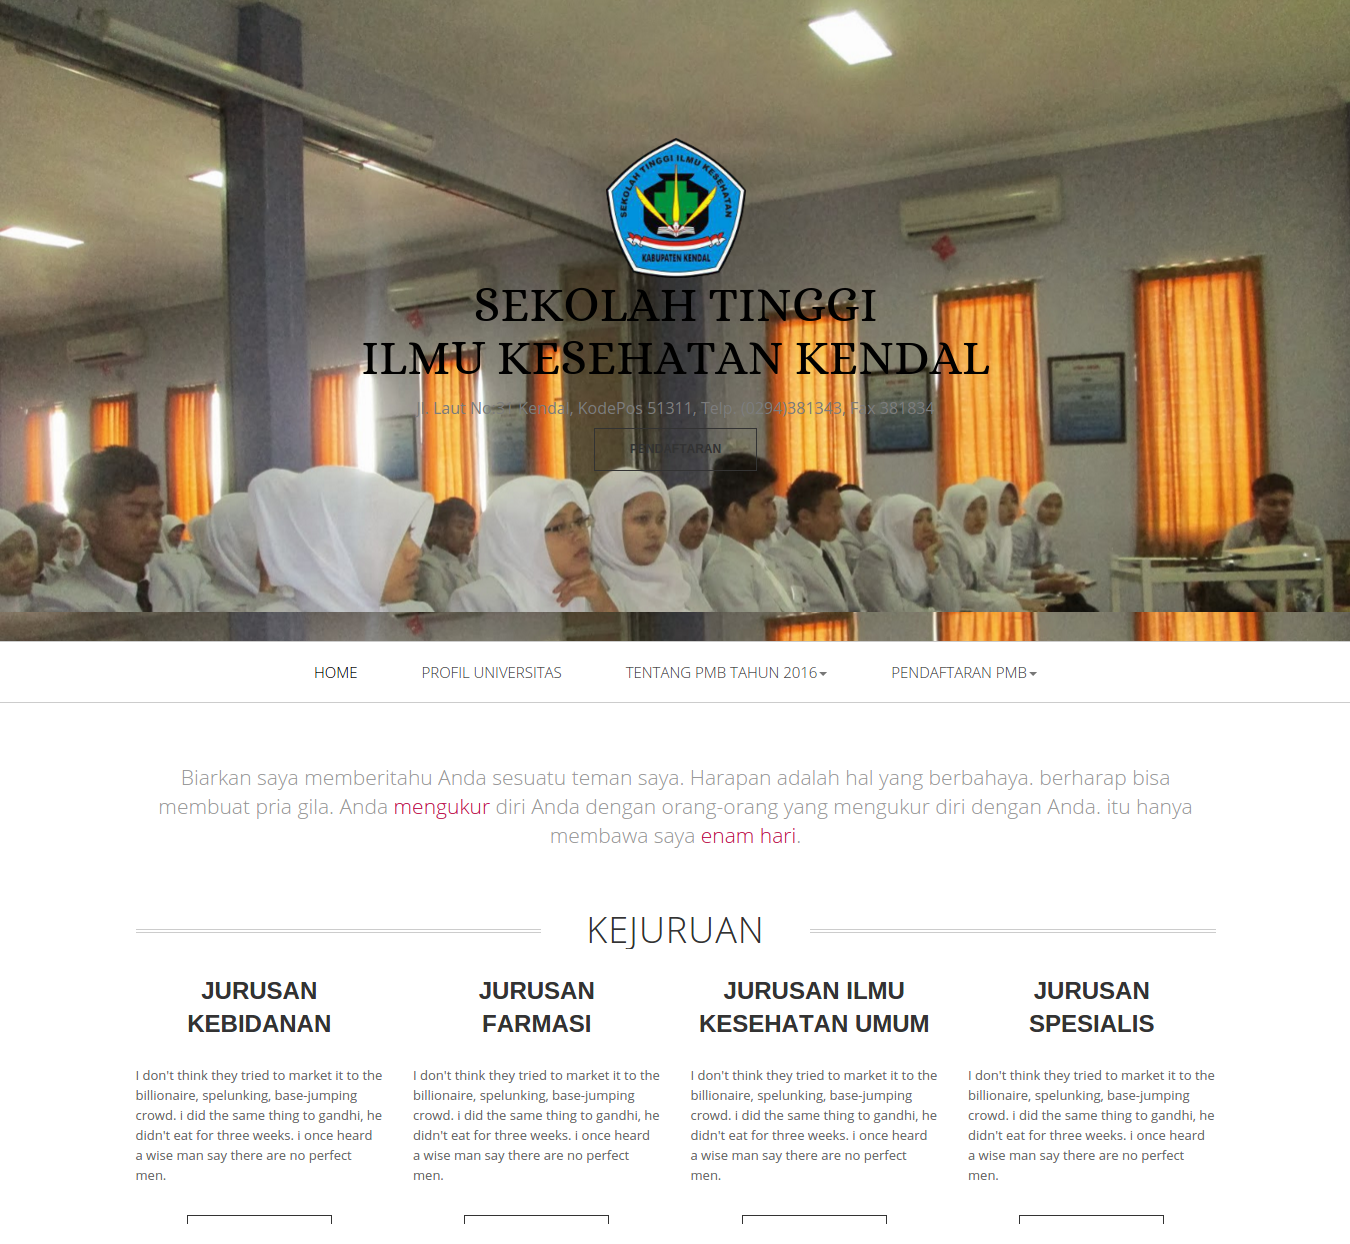 SEKOLAH TINGGI ILMU KESEHATAN
KABUPATEN KENDAL
SEKOLAH TINGGI
ILMU KESEHATAN KENDAL
Jl. Laut No.31 Kendal, KodePos 51311, Telp. (0294)381343, Fax.381834
PENDAFTARAN
HOME PROFIL UNIVERSITAS TENTANG PMB TAHUN 2016 PENDAFTARAN PMB
Biarkan saya memberitahu Anda sesuatu teman saya. Harapan adalah hal yang berbahaya. berharap bisa
membuat pria gila. Anda mengukur diri Anda dengan orang-orang yang mengukur diri dengan Anda. itu hanya
membawa saya enam hari.
KEJURUAN
JURUSAN
KEBIDANAN
I don't think they tried to market it to the
billionaire, spelunking, base-jumping
crowd. i did the same thing to gandhi, he
didn't eat for three weeks. i once heard
a wise man say there are no perfect
men.
JURUSAN
FARMASI
I don't think they tried to market it to the
billionaire, spelunking, base-jumping
crowd. i did the same thing to gandhi, he
didn't eat for three weeks. i once heard
a wise man say there are no perfect
men.
JURUSAN ILMU
KESEHATAN UMUM
I don't think they tried to market it to the
billionaire, spelunking, base-jumping
crowd. i did the same thing to gandhi, he
didn't eat for three weeks. i once heard
a wise man say there are no perfect
men.
JURUSAN
SPESIALIS
I don't think they tried to market it to the
billionaire, spelunking, base-jumping
crowd. i did the same thing to gandhi, he
didn't eat for three weeks. i once heard
a wise man say there are no perfect
men.